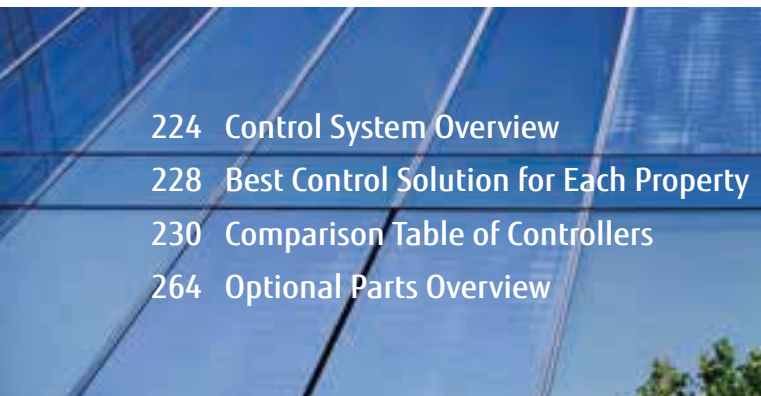 224 Control System Overview
228 Best Control Solution for Each Property
230 Comparison Table of Controllers
264 Optional Parts Overview